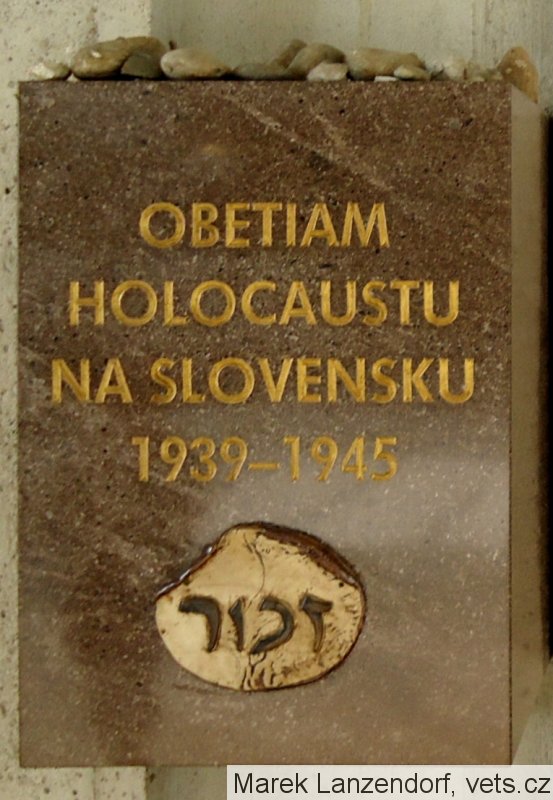 OBETIAM
HOLOCAUSTU
NA SLOVENSKU
1939–1945
זכור
Marek Lanzendorf, vets.cz